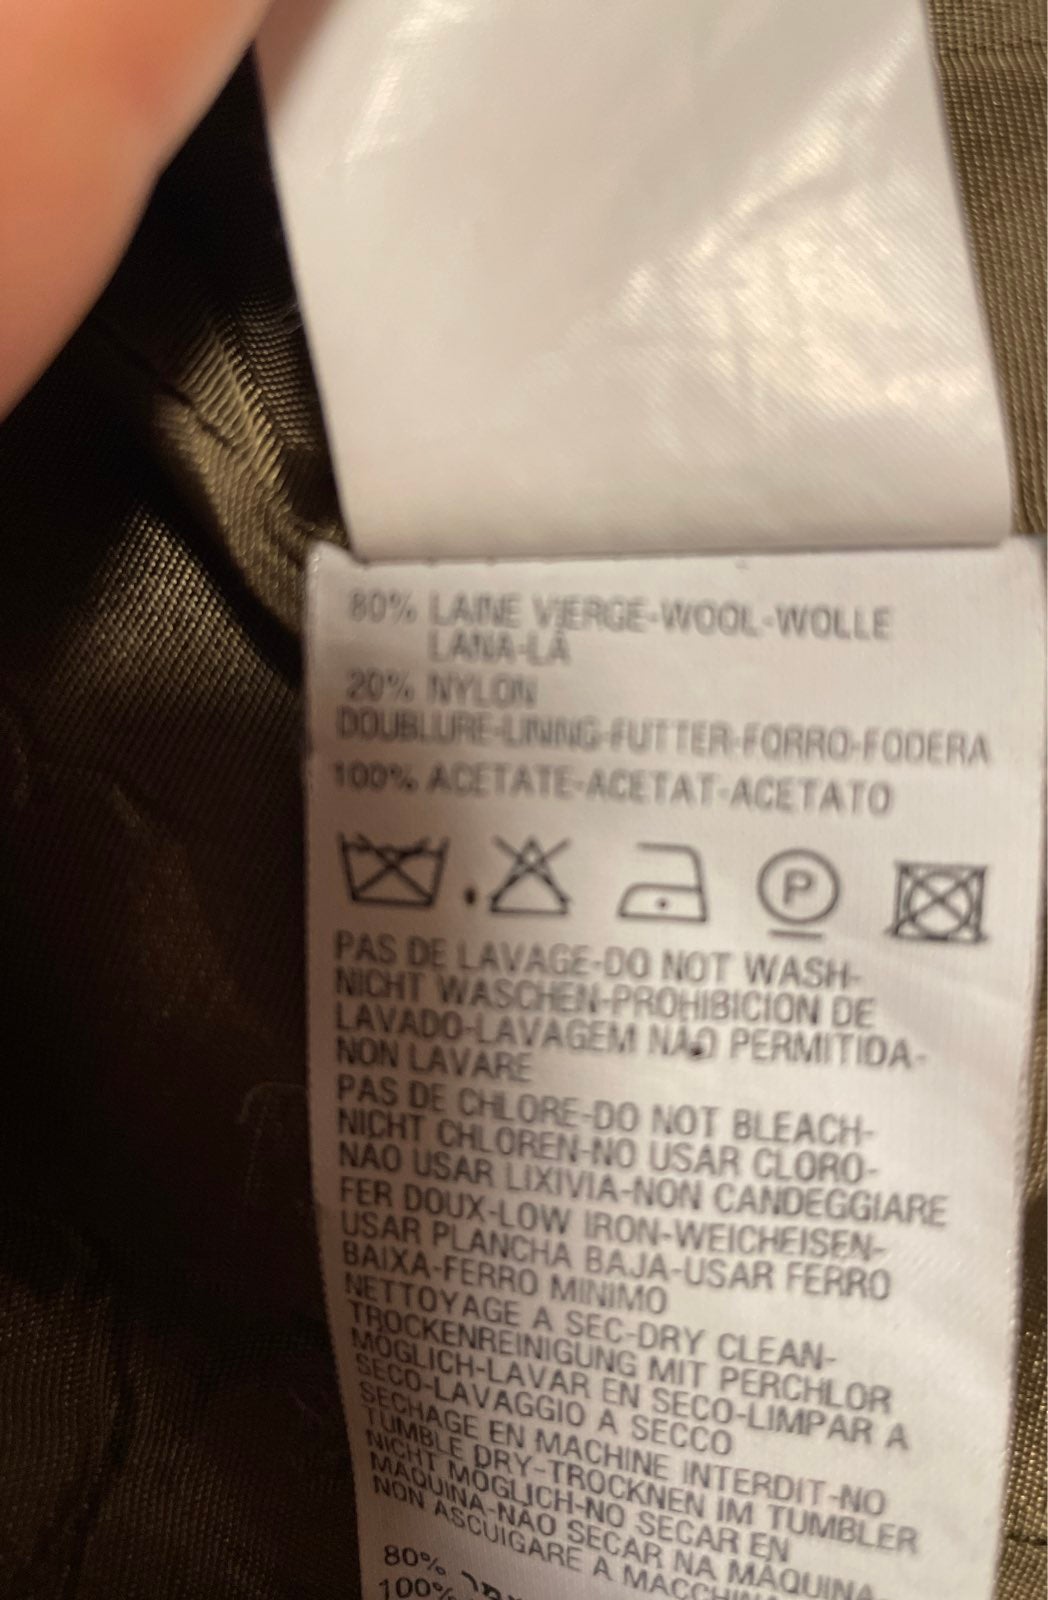 80% LAINE VIERGE-WOOL-WOLLE
LANA-LÃ
20% NYLON
DOUBLURE-LINING-FUTTER-FORRO-FODERA
100% ACETATE-ACETAT-ACETATO
P
PAS DE LAVAGE-DO NOT WASH-
NICHT WASCHEN-PROHIBICION DE
LAVADO-LAVAGEM NÃO PERMITIDA-
NON LAVARE
PAS DE CHLORE-DO NOT BLEACH-
NICHT CHLOREN-NO USAR CLORO-
NAO USAR LIXIVIA-NON CANDEGGIARE
FER DOUX-LOW IRON-WEICHEISEN-
USAR PLANCHA BAJA-USAR FERRO
BAIXA-FERRO MINIMO
NETTOYAGE A SEC-DRY CLEAN-
TROCKENREINIGUNG MIT PERCHLOR
MÖGLICH-LAVAR EN SECO-LIMPAR A
SECO-LAVAGGIO A SECCO
SECHAGE EN MACHINE INTERDIT-NO
TUMBLE DRY-TROCKNEN IM TUMBLER
NICHT MÖGLICH-NO SECAR EN
MAQUINA-NAO SECAR NA MAQUINA-
NON ASCUIGARE A MACCHINA
80%
100%